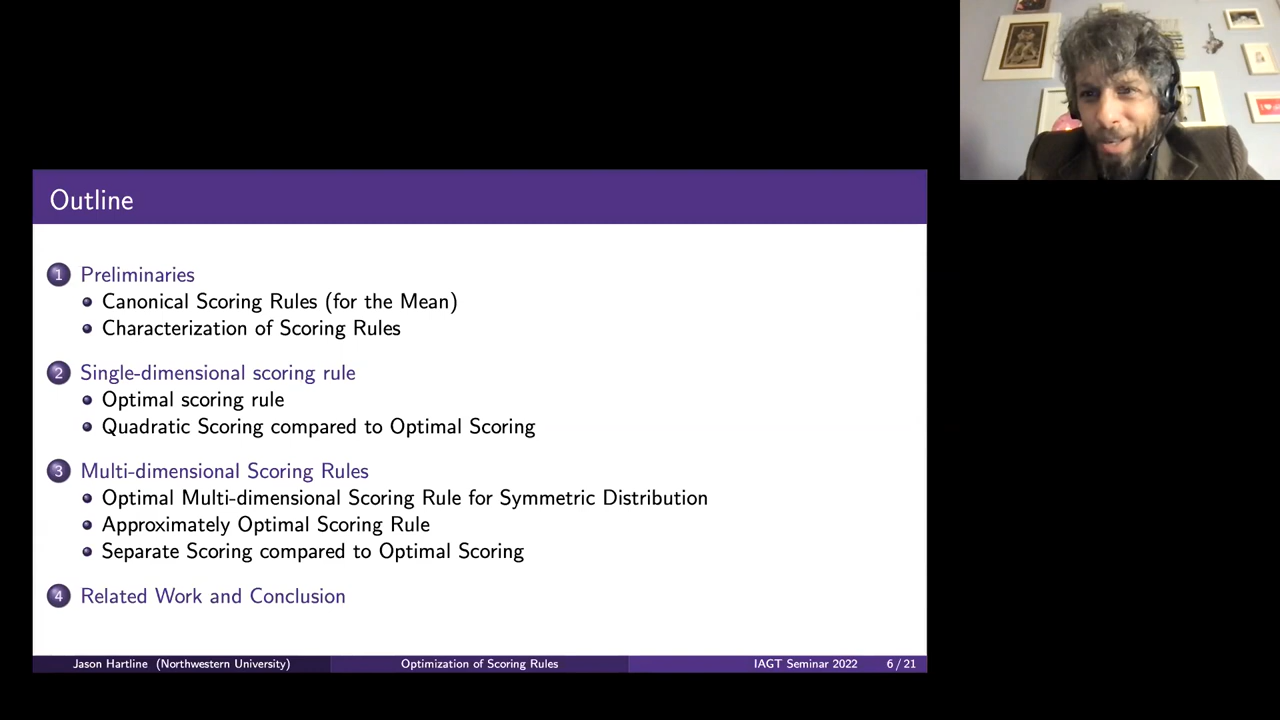 Outline
1 Preliminaries
Canonical Scoring Rules (for the Mean)
Characterization of Scoring Rules
2 Single-dimensional scoring rule
Optimal scoring rule
Quadratic Scoring compared to Optimal Scoring
3 Multi-dimensional Scoring Rules
Optimal Multi-dimensional Scoring Rule for Symmetric Distribution
Approximately Optimal Scoring Rule
Separate Scoring compared to Optimal Scoring
4 Related Work and Conclusion
Jason Hartline (Northwestern University) Optimization of Scoring Rules IAGT Seminar 2022 6 / 21